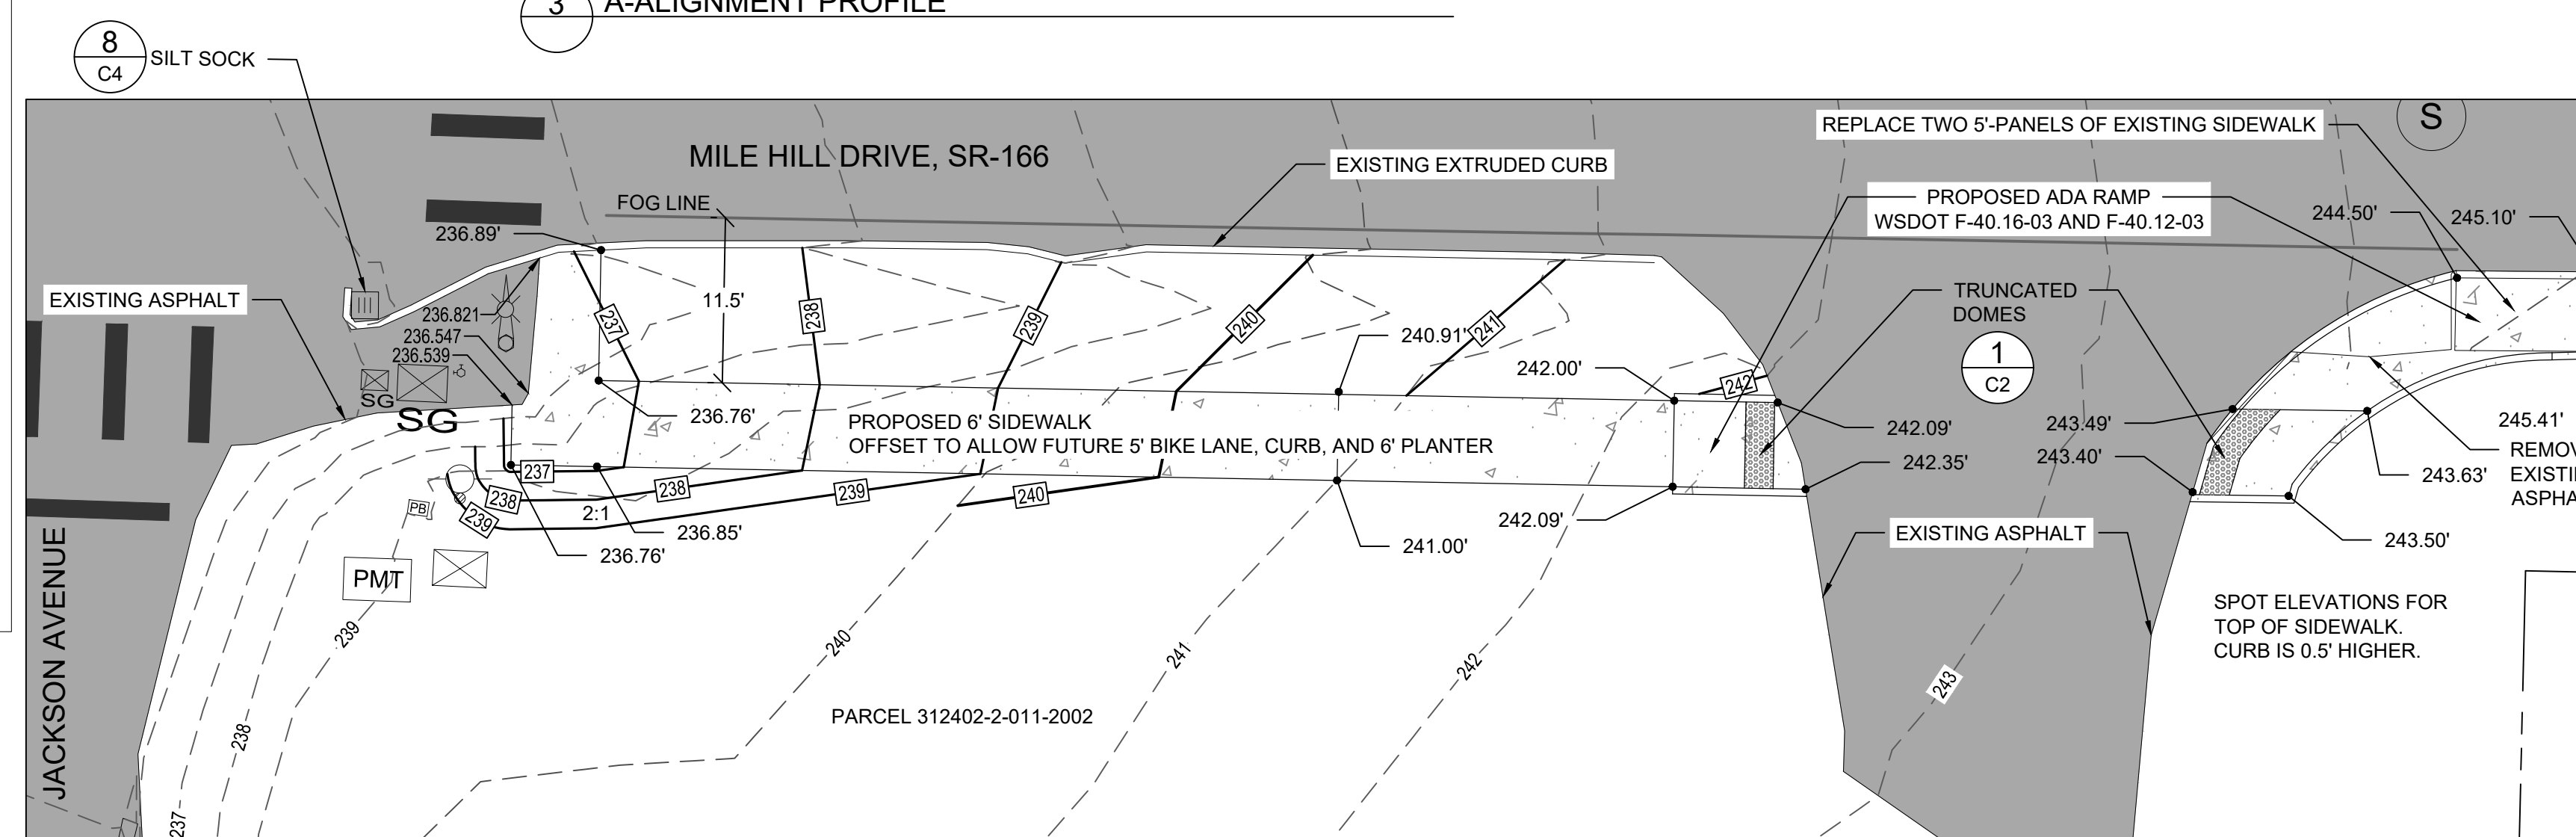 3 A-ALIGNMENT PROFILE
8
C4
SILT SOCK
REPLACE TWO 5'-PANELS OF EXISTING SIDEWALK
S
MILE HILL DRIVE, SR-166
EXISTING EXTRUDED CURB
PROPOSED ADA RAMP
WSDOT F-40.16-03 AND F-40.12-03
FOG LINE
236.89'
244.50'
245.10'
EXISTING ASPHALT
11.5'
TRUNCATED
DOMES
1
C2
236.821
236.547
236.539
237
238
239
240
241
240.91'
242.00'
242
SG
SG
236.76'
PROPOSED 6' SIDEWALK
OFFSET TO ALLOW FUTURE 5' BIKE LANE, CURB, AND 6' PLANTER
242.09'
242.35'
243.49'
243.40'
245.41'
243.63'
REMOV
EXISTI
ASPHA
237
238
238
239
239
240
2:1
PB
236.85'
236.76'
242.09'
241.00'
EXISTING ASPHALT
243.50'
PMT
JACKSON AVENUE
SPOT ELEVATIONS FOR
TOP OF SIDEWALK.
CURB IS 0.5' HIGHER.
239
240
241
242
243
238
237
PARCEL 312402-2-011-2002